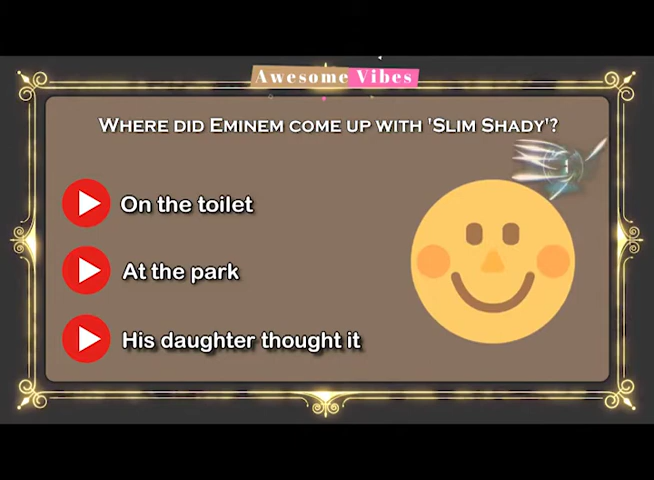 Awesome Vibes
Where did Eminem come up with 'Slim Shady'?
On the toilet
At the park
His daughter thought it